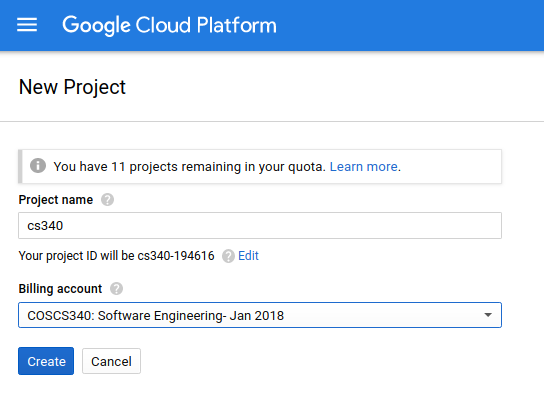 Google Cloud Platform
New Project
You have 11 projects remaining in your quota. Learn more.
Project name
cs340
Your project ID will be cs340-194616 Edit
Billing account
COSCS340: Software Engineering- Jan 2018
Create Cancel